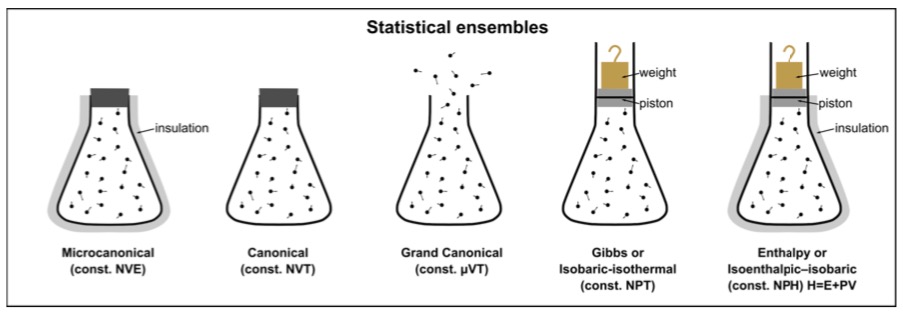 Statistical ensembles
insulation
weight
piston
weight
piston
insulation
Microcanonical
(const. NVE)
Canonical
(const. NVT)
Grand Canonical
(const. μVT)
Gibbs or
Isobaric-isothermal
(const. NPT)
Enthalpy or
Isoenthalpic–isobaric
(const. NPH) H=E+PV